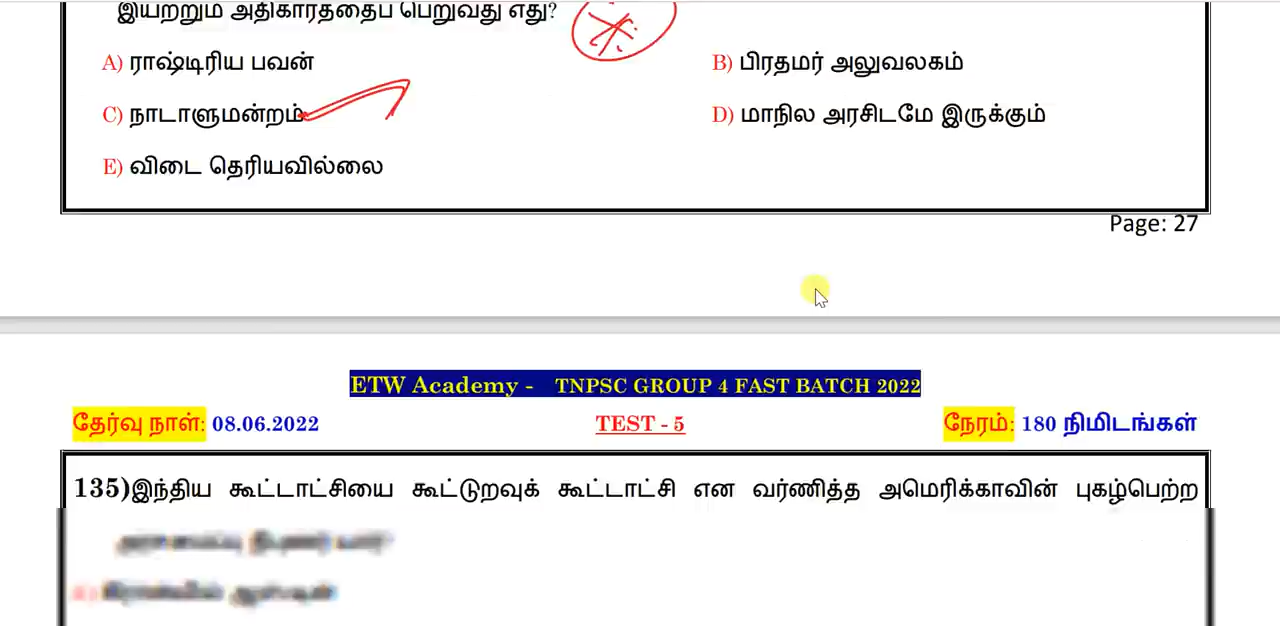 இயற்றும் அதிகாரத்தைப் பெறுவது எது?
A) ராஷ்டிரிய பவன்
B) பிரதமர் அலுவலகம்
C) நாடாளுமன்றம்
D) மாநில அரசிடமே இருக்கும்
E) விடை தெரியவில்லை
Page: 27
ETW Academy - TNPSC GROUP 4 FAST BATCH 2022
தேர்வு நாள்: 08.06.2022 TEST - 5 நேரம்: 180 நிமிடங்கள்
135)இந்திய கூட்டாட்சியை கூட்டுறவுக் கூட்டாட்சி என வர்ணித்த அமெரிக்காவின் புகழ்பெற்ற